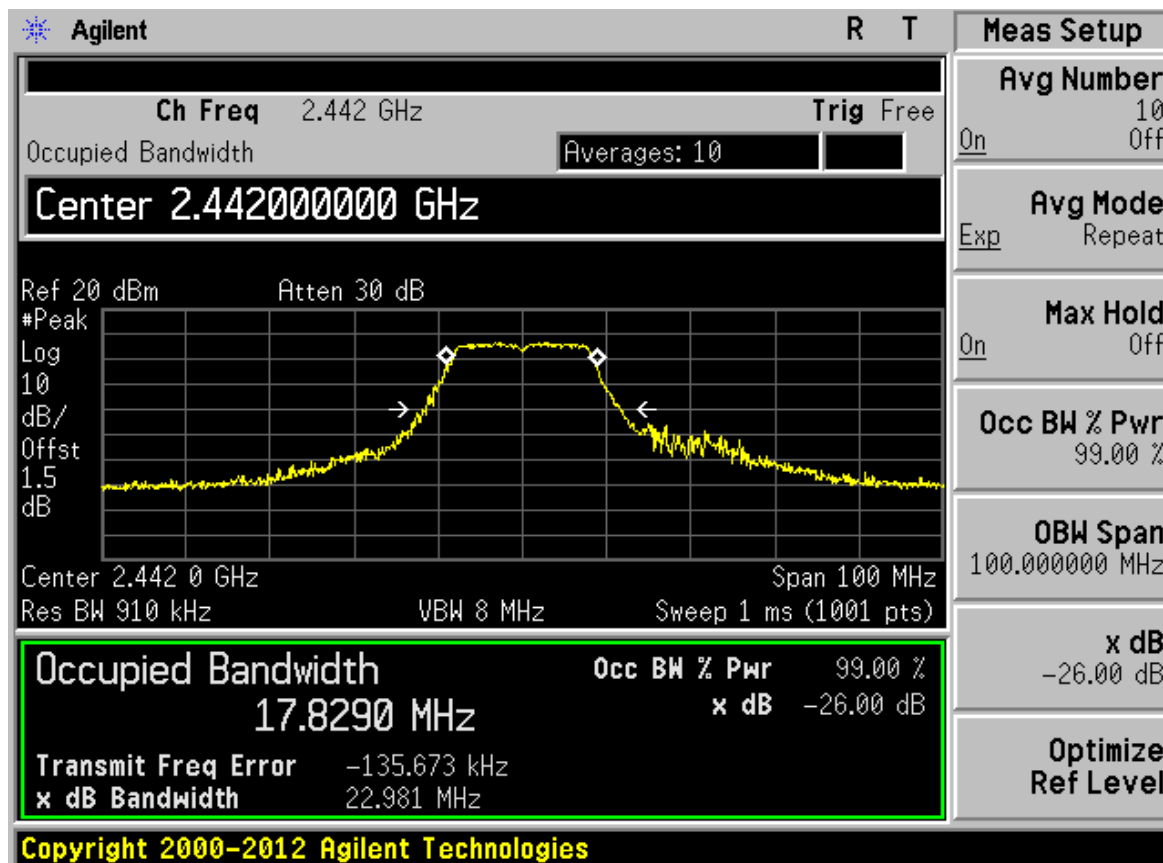 Agilent R T
Ch Freq 2.442 GHz Trig Free
Occupied Bandwidth Averages: 10
Center 2.442000000 GHz
Ref 20 dBm Atten 30 dB
#Peak
Log
10
dB/
Offst
1.5
dB
Center 2.442 0 GHz Span 100 MHz
Res BW 910 kHz VBW 8 MHz Sweep 1 ms (1001 pts)
Occupied Bandwidth Occ BW % Pwr 99.00 %
17.8290 MHz x dB -26.00 dB
Transmit Freq Error -135.673 kHz
x dB Bandwidth 22.981 MHz
Copyright 2000-2012 Agilent Technologies
Meas Setup
Avg Number
10
On Off
Avg Mode
Exp Repeat
Max Hold
On Off
Occ BW % Pwr
99.00 %
OBW Span
100.000000 MHz
x dB
-26.00 dB
Optimize
Ref Level